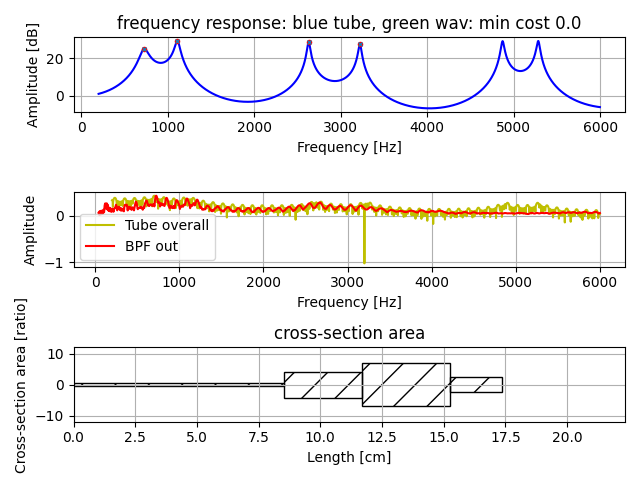 frequency response: blue tube, green wav: min cost 0.0
Amplitude [dB]
20
0
0 1000 2000 3000 4000 5000 6000
Frequency [Hz]
Amplitude
0
−1
Tube overall
BPF out
0 1000 2000 3000 4000 5000 6000
Frequency [Hz]
cross-section area
Cross-section area [ratio]
10
0
−10
0.0 2.5 5.0 7.5 10.0 12.5 15.0 17.5 20.0
Length [cm]